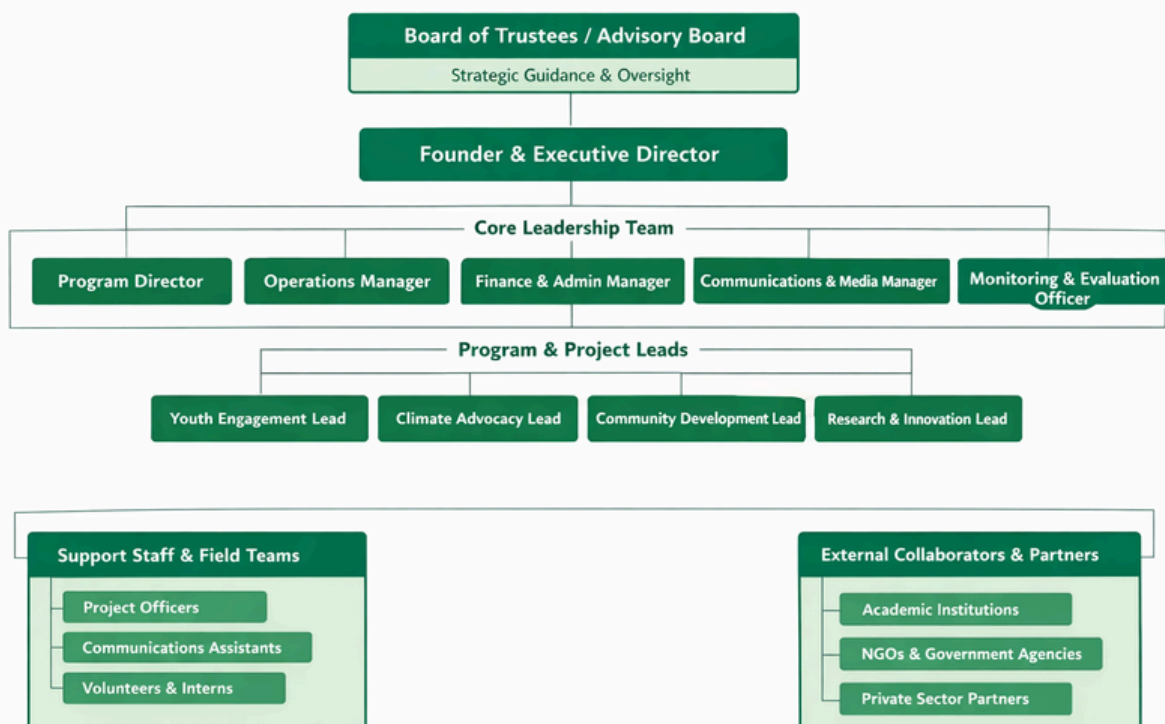 Board of Trustees / Advisory Board
Strategic Guidance & Oversight
Founder & Executive Director
Core Leadership Team
Program Director
Operations Manager
Finance & Admin Manager
Communications & Media Manager
Monitoring & Evaluation
Officer
Program & Project Leads
Youth Engagement Lead
Climate Advocacy Lead
Community Development Lead
Research & Innovation Lead
Support Staff & Field Teams
Project Officers
Communications Assistants
Volunteers & Interns
External Collaborators & Partners
Academic Institutions
NGOs & Government Agencies
Private Sector Partners